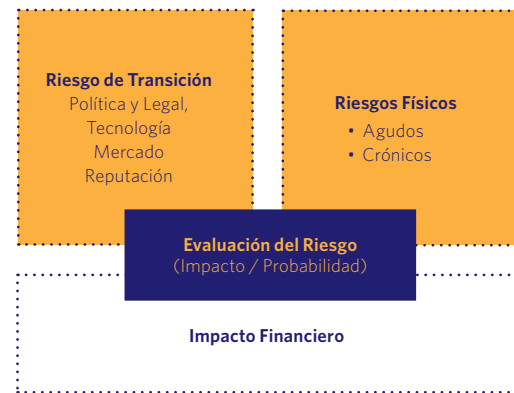 Riesgo de Transición
Política y Legal,
Tecnología
Mercado
Reputación
Riesgos Físicos
• Agudos
• Crónicos
Evaluación del Riesgo
(Impacto / Probabilidad)
Impacto Financiero